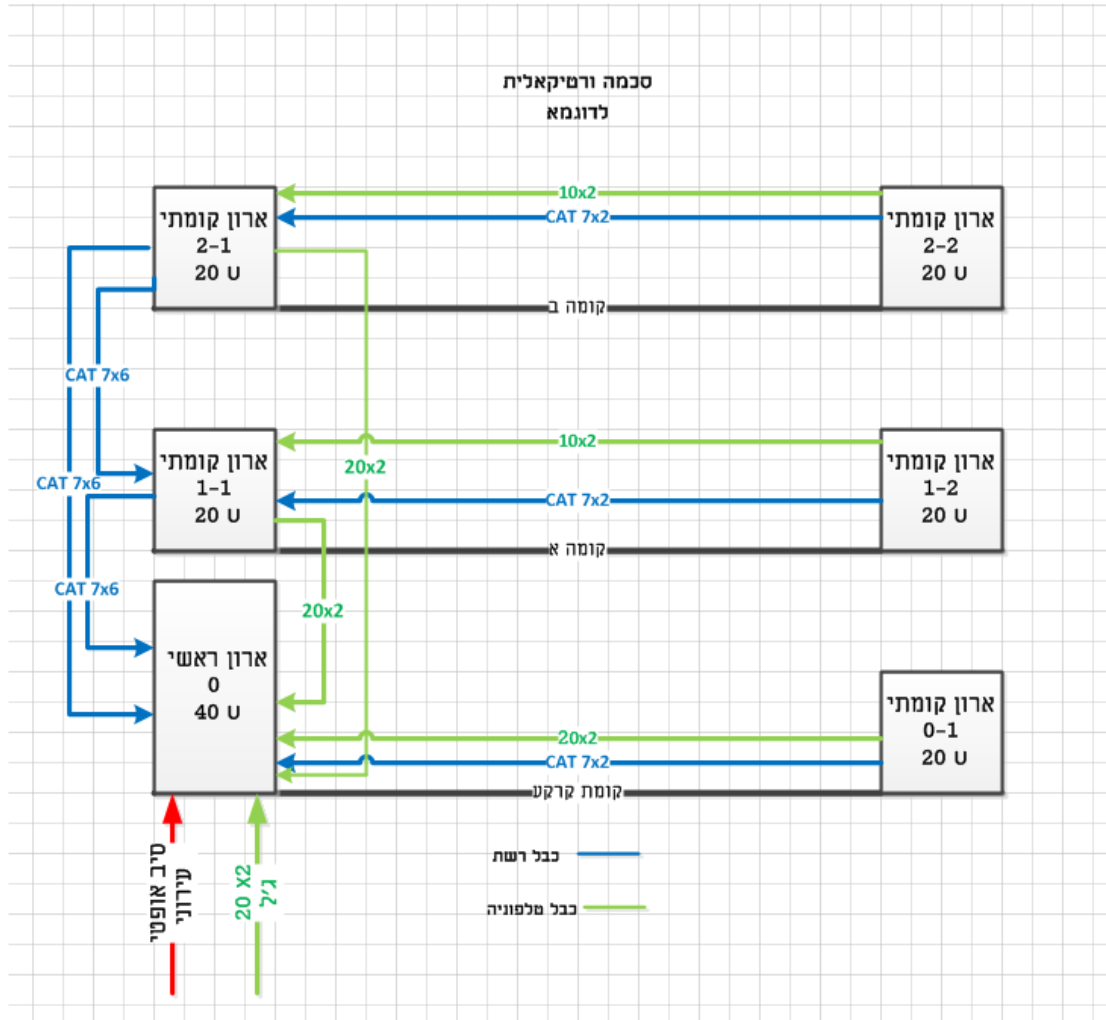 סכמה ורטיקאלית
לדוגמא
ארון קומתי
2-1
20 U
10x2
CAT 7x2
ארון קומתי
2-2
20 U
קומה ב
CAT 7x6
ארון קומתי
1-1
20 U
10x2
20x2
CAT 7x2
ארון קומתי
1-2
20 U
CAT 7x6
קומה א
CAT 7x6
20x2
ארון ראשי
0
40 U
20x2
CAT 7x2
ארון קומתי
0-1
20 U
קומת קרקע
סיב אופטי
עירוני
20 X2
ג'ל
כבל רשת
כבל טלפוניה